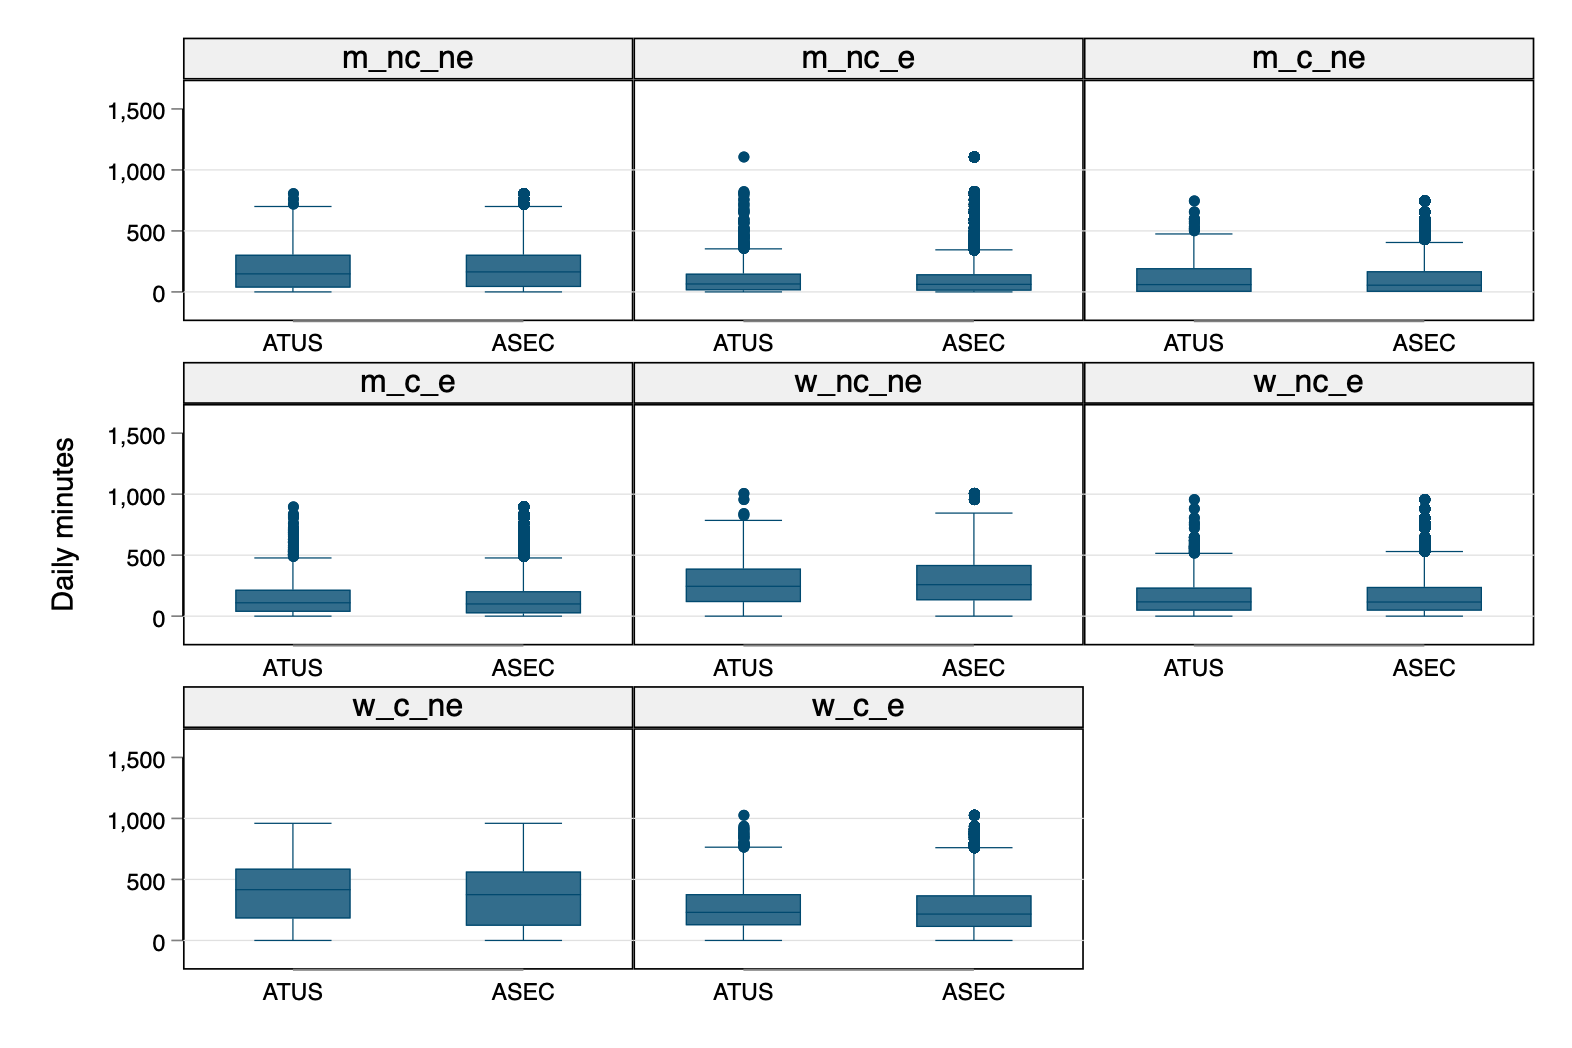 m_nc_ne m_nc_e m_c_ne
1,500
1,000
500
0
ATUS ASEC ATUS ASEC ATUS ASEC
m_c_e w_nc_ne w_nc_e
Daily minutes
1,500
1,000
500
0
ATUS ASEC ATUS ASEC ATUS ASEC
w_c_ne w_c_e
1,500
1,000
500
0
ATUS ASEC ATUS ASEC